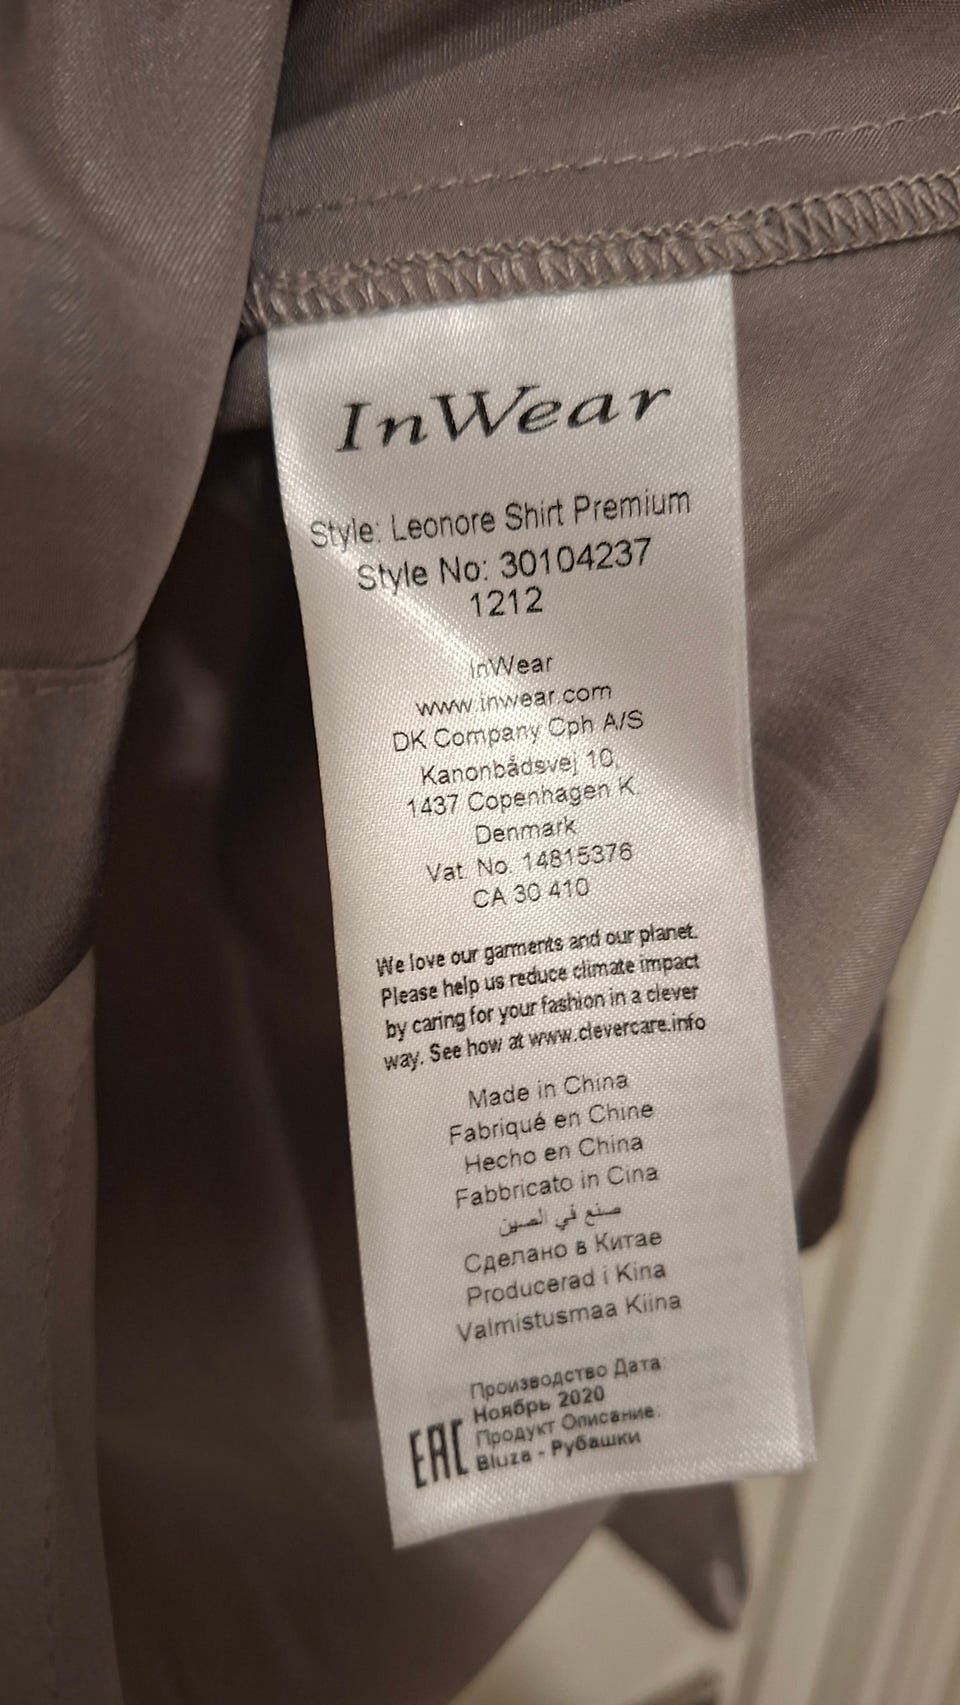 InWear
Style: Leonore Shirt Premium
Style No: 30104237
1212
InWear
www.inwear.com
DK Company Cph A/S
Kanonbådsvej 10,
1437 Copenhagen K.
Denmark
Vat. No. 14815376
CA 30 410
We love our garments and our planet.
Please help us reduce climate impact
by caring for your fashion in a clever
way. See how at www.clevercare.info
Made in China
Fabriqué en Chine
Hecho en China
Fabbricato in Cina
صنع في الصين
Сделано в Китае
Producerad i Kina
Valmistusmaa Kiina
Производство Дата:
Ноябрь 2020
Продукт Описание:
Bluza - Рубашки
EAC